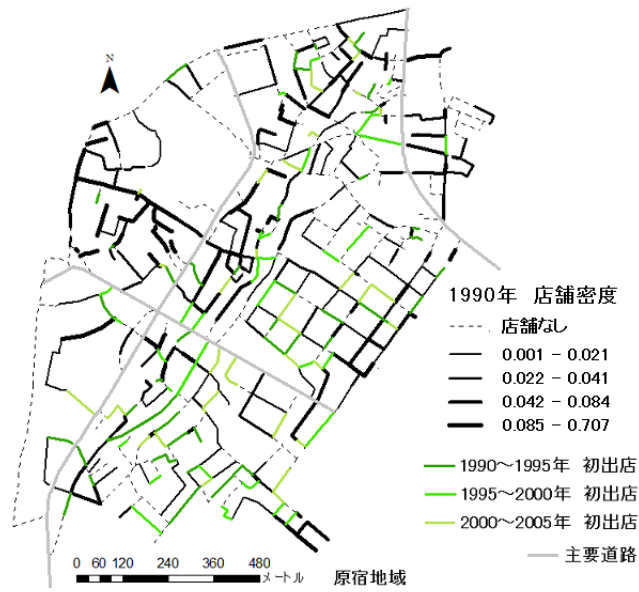 N
1990年 店舗密度
店舗なし
0.001 - 0.021
0.022 - 0.041
0.042 - 0.084
0.085 - 0.707
1990～1995年 初出店
1995～2000年 初出店
2000～2005年 初出店
主要道路
0 60 120 240 360 480 メートル
原宿地域